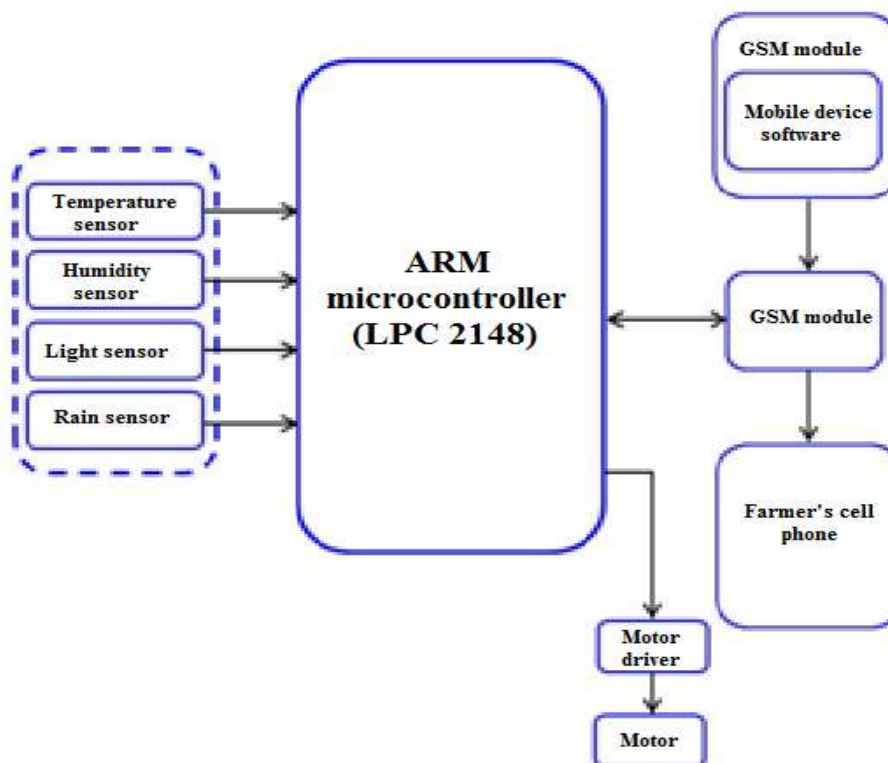 Temperature
sensor
Humidity
sensor
Light sensor
Rain sensor
ARM
microcontroller
(LPC 2148)
GSM module
Mobile device
software
GSM module
Farmer's cell
phone
Motor
driver
Motor